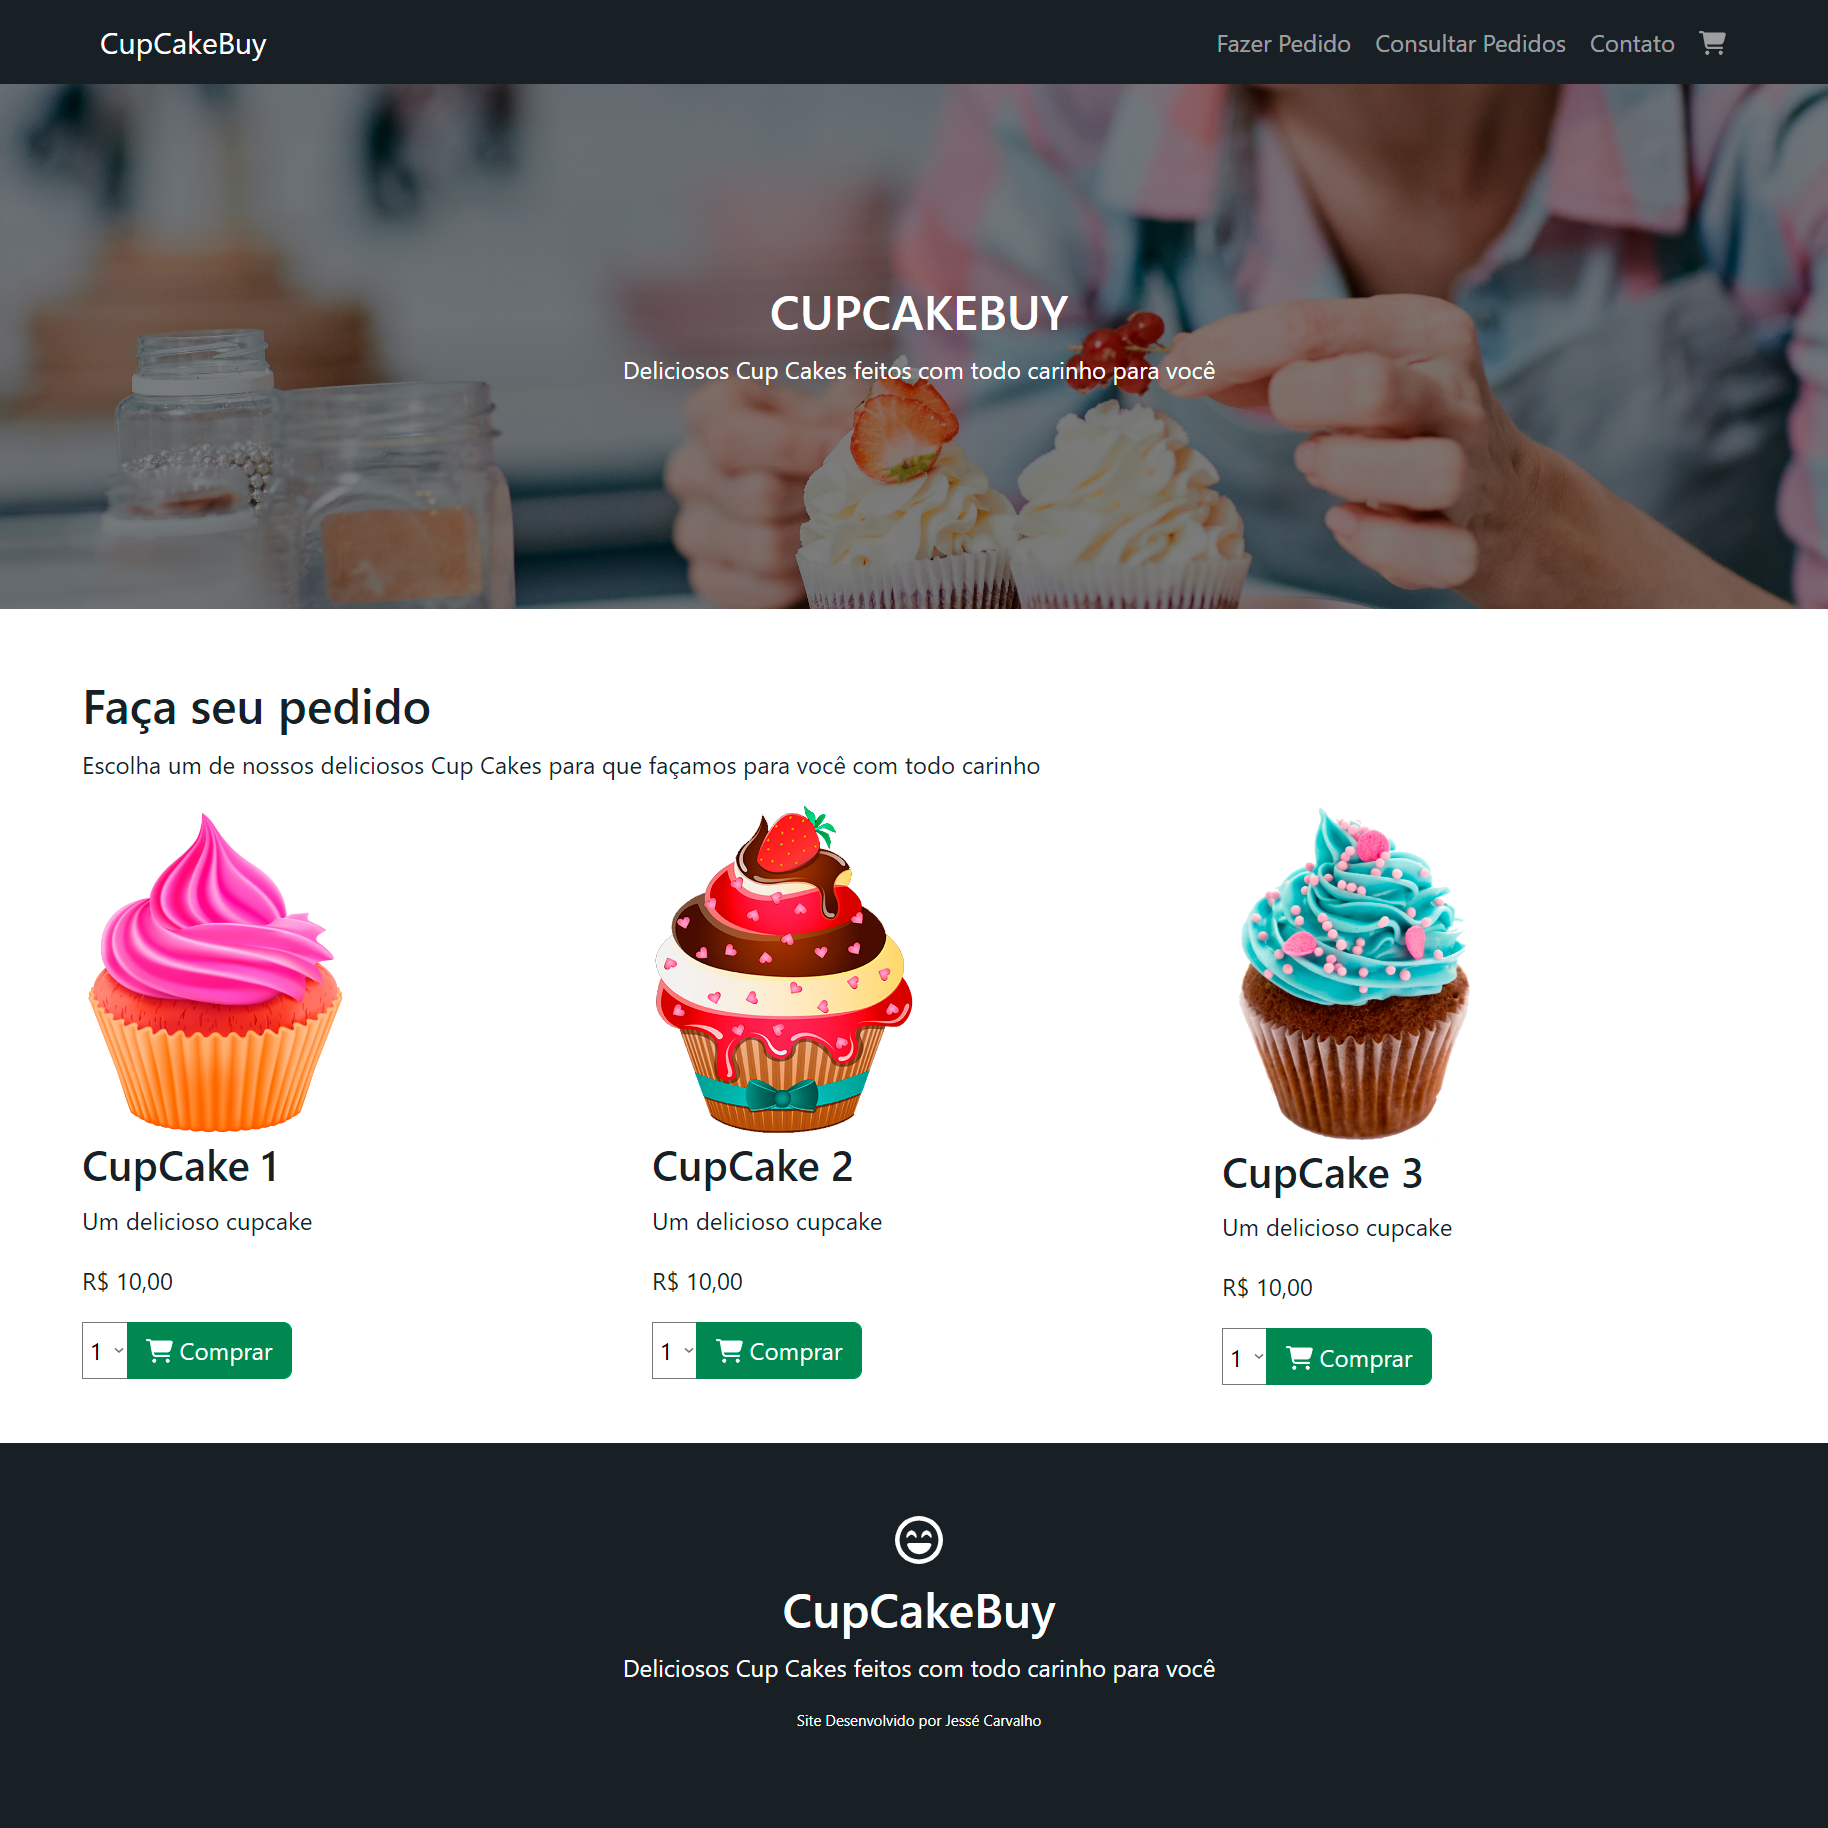 CupCakeBuy
Fazer Pedido Consultar Pedidos Contato
CUPCAKEBUY
Deliciosos Cup Cakes feitos com todo carinho para você
Faça seu pedido
Escolha um de nossos deliciosos Cup Cakes para que façamos para você com todo carinho
CupCake 1
Um delicioso cupcake
R$ 10,00
1 Comprar
CupCake 2
Um delicioso cupcake
R$ 10,00
1 Comprar
CupCake 3
Um delicioso cupcake
R$ 10,00
1 Comprar
CupCakeBuy
Deliciosos Cup Cakes feitos com todo carinho para você
Site Desenvolvido por Jessé Carvalho